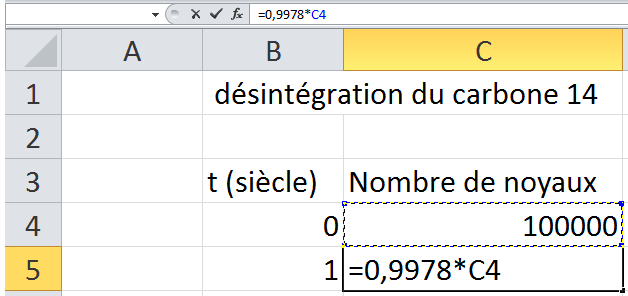 fx =0,9978*C4
A B C
1 désintégration du carbone 14
2
3 t (siècle) Nombre de noyaux
4 0 100000
5 1 =0,9978*C4